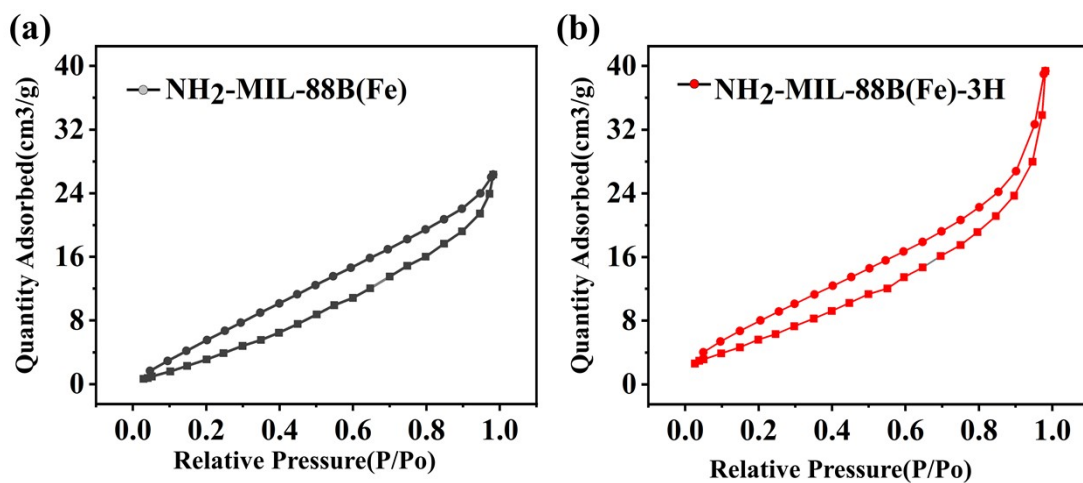 (a)
Quantity Adsorbed(cm3/g)
40
32
24
16
8
0
NH2-MIL-88B(Fe)
0.0 0.2 0.4 0.6 0.8 1.0
Relative Pressure(P/Po)
(b)
Quantity Adsorbed(cm3/g)
40
32
24
16
8
0
NH2-MIL-88B(Fe)-3H
0.0 0.2 0.4 0.6 0.8 1.0
Relative Pressure(P/Po)